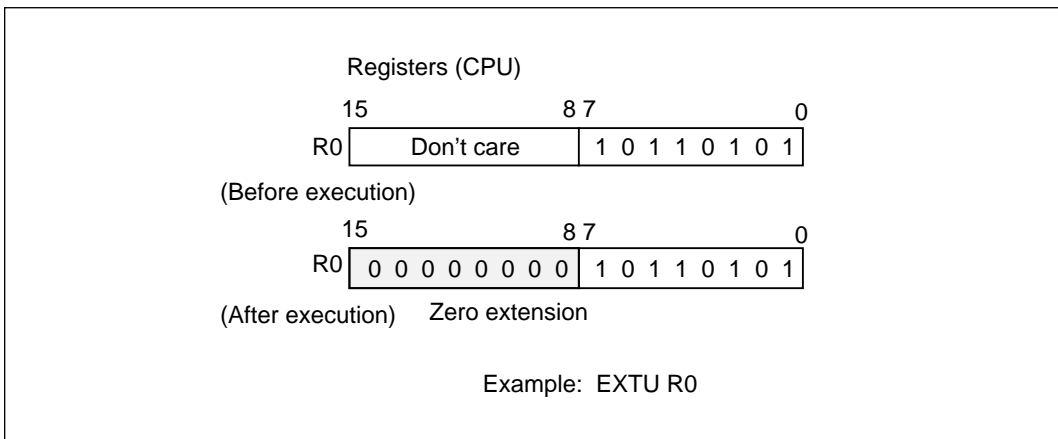 Registers (CPU)
15 8 7 0
R0 Don't care 1 0 1 1 0 1 0 1
(Before execution)
15 8 7 0
R0 0 0 0 0 0 0 0 0 1 0 1 1 0 1 0 1
(After execution) Zero extension
Example: EXTU R0